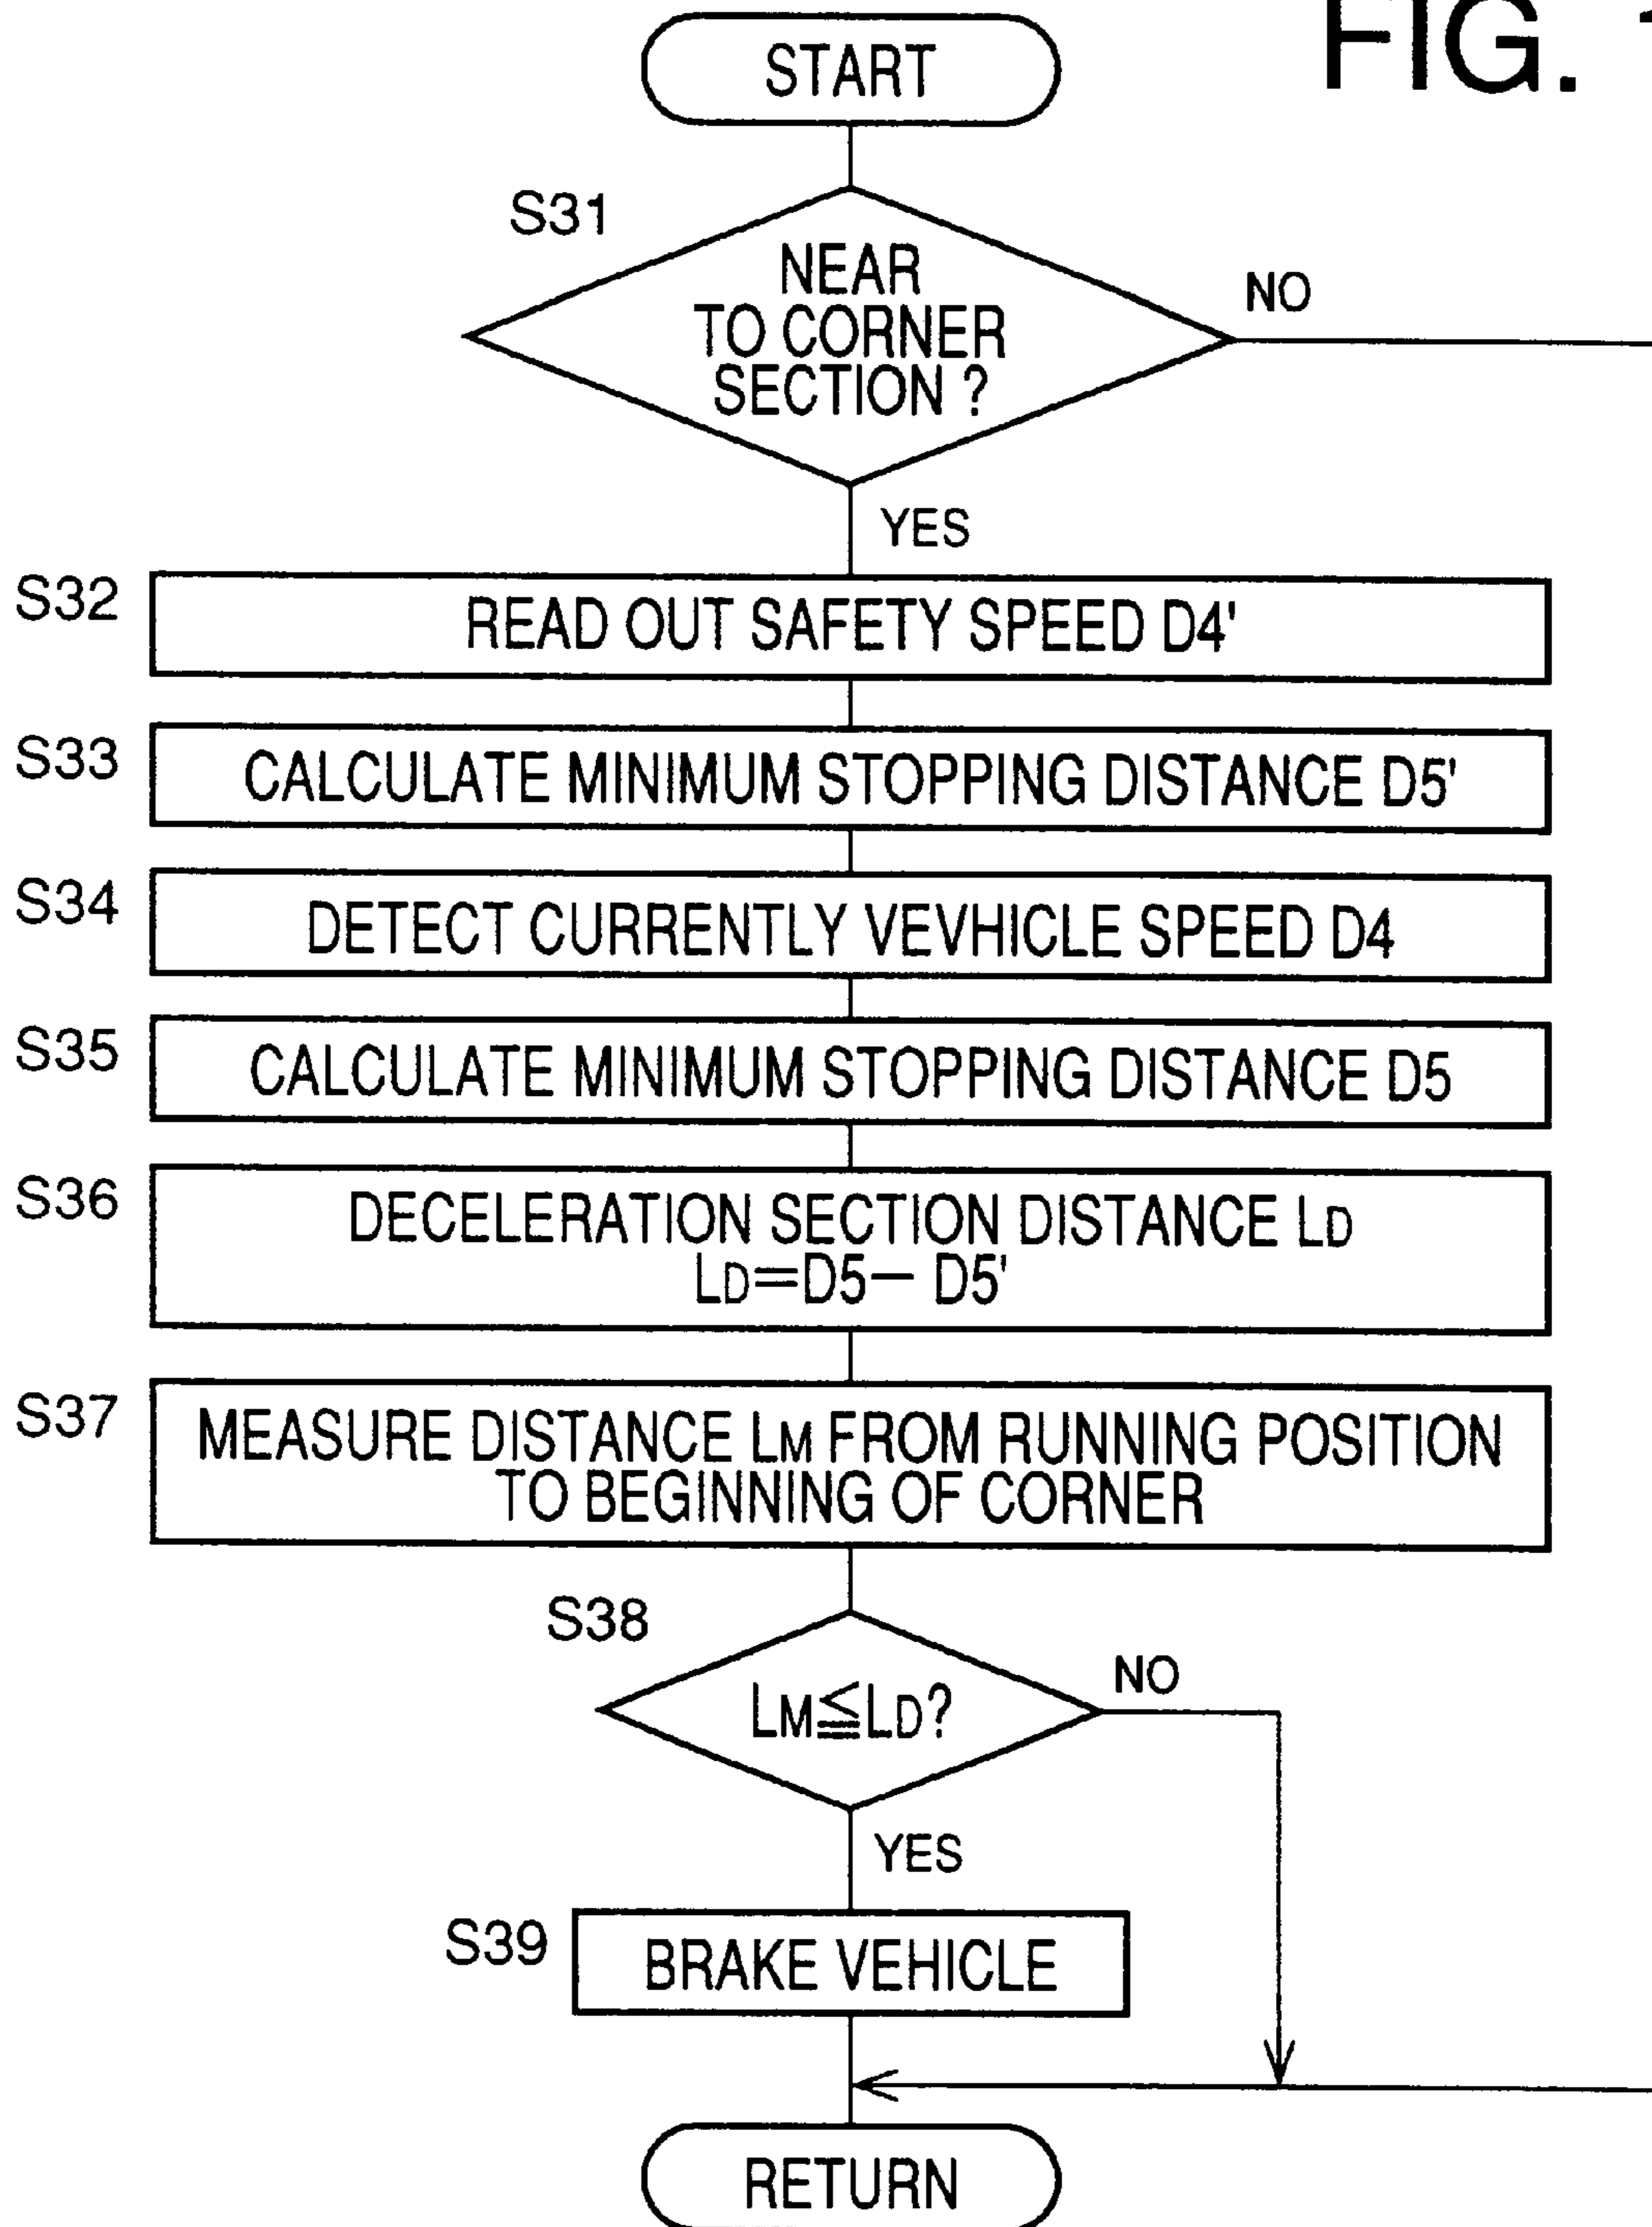 FIG.
START
S31
NEAR
TO CORNER
SECTION ?
NO
YES
S32
READ OUT SAFETY SPEED D4'
S33
CALCULATE MINIMUM STOPPING DISTANCE D5'
S34
DETECT CURRENTLY VEVHICLE SPEED D4
S35
CALCULATE MINIMUM STOPPING DISTANCE D5
S36
DECELERATION SECTION DISTANCE LD
LD=D5− D5'
S37
MEASURE DISTANCE LM FROM RUNNING POSITION
TO BEGINNING OF CORNER
S38
LM≦LD?
NO
YES
S39
BRAKE VEHICLE
RETURN